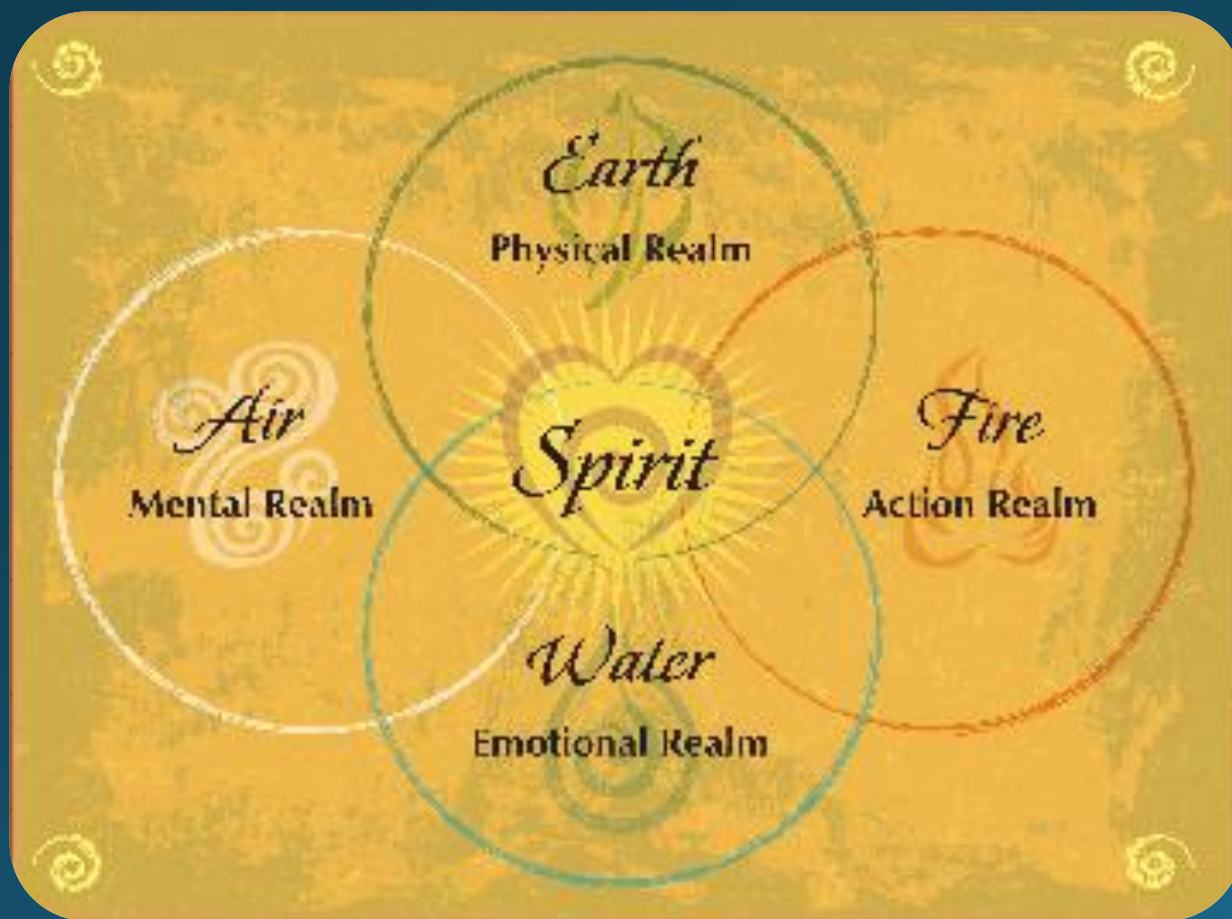 Earth
Physical Realm
Air
Mental Realm
Spirit
Fire
Action Realm
Water
Emotional Realm